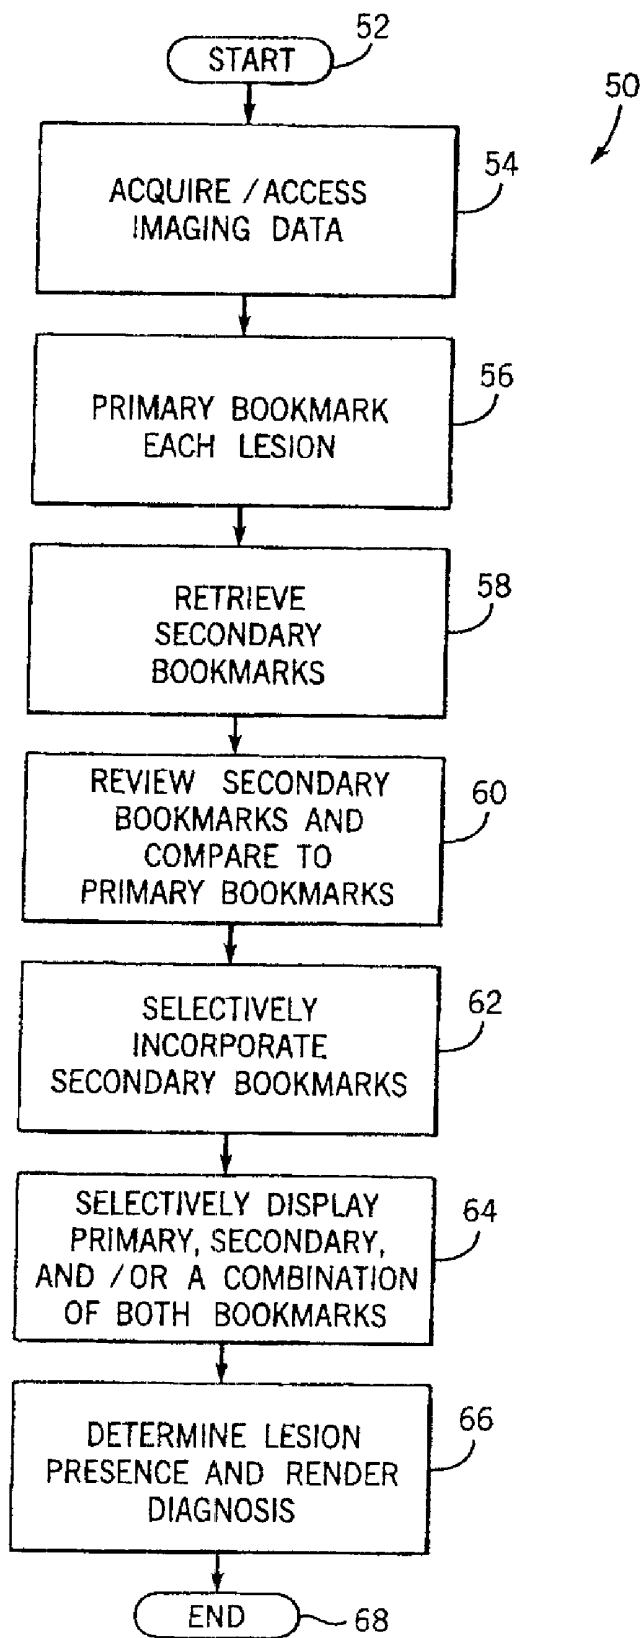 52
START
50
54
ACQUIRE /ACCESS
IMAGING DATA
56
PRIMARY BOOKMARK
EACH LESION
58
RETRIEVE
SECONDARY
BOOKMARKS
60
REVIEW SECONDARY
BOOKMARKS AND
COMPARE TO
PRIMARY BOOKMARKS
62
SELECTIVELY
INCORPORATE
SECONDARY BOOKMARKS
64
SELECTIVELY DISPLAY
PRIMARY, SECONDARY,
AND /OR A COMBINATION
OF BOTH BOOKMARKS
66
DETERMINE LESION
PRESENCE AND RENDER
DIAGNOSIS
END
68